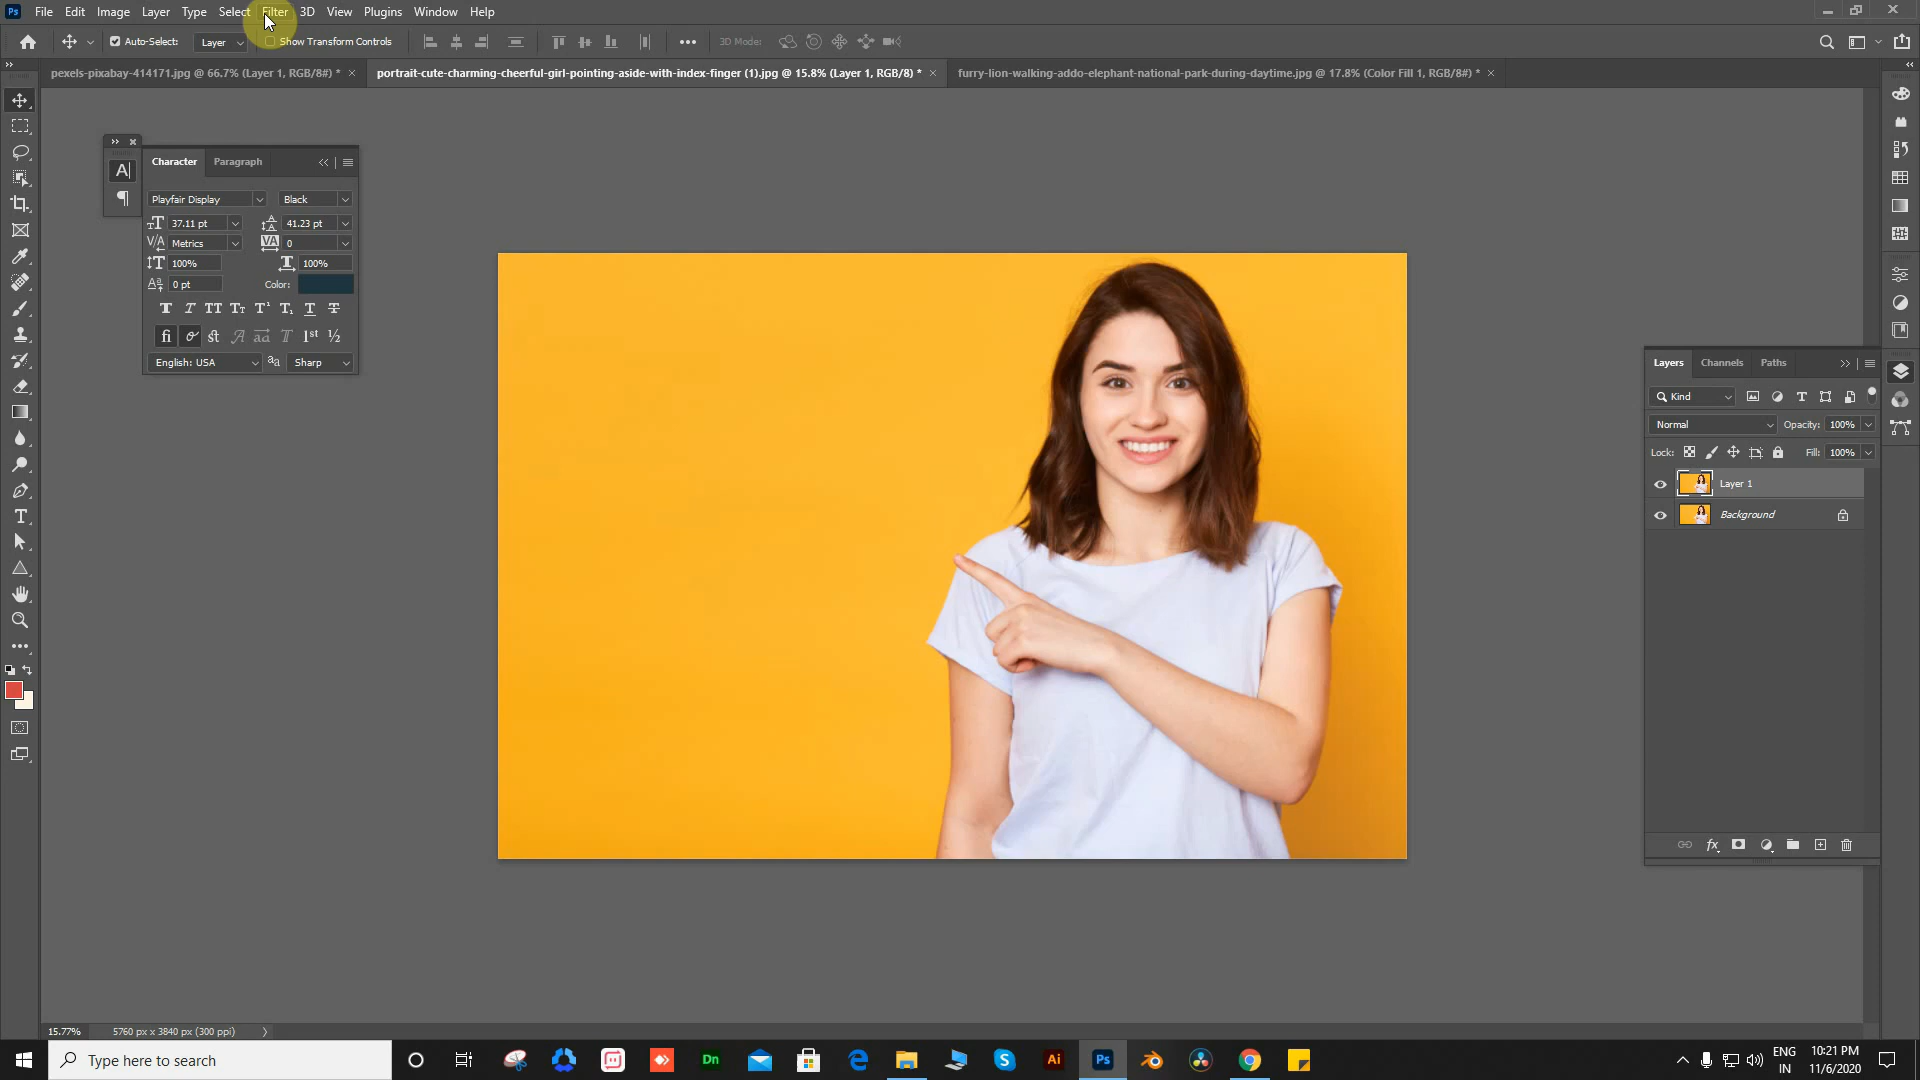 Ps File Edit Image Layer Type Select Filter 3D View Plugins Window Help
Auto-Select: Layer Show Transform Controls 3D Mode:
pexels-pixabay-414171.jpg @ 66.7% (Layer 1, RGB/8#) *
portrait-cute-charming-cheerful-girl-pointing-aside-with-index-finger (1).jpg @ 15.8% (Layer 1, RGB/8) *
furry-lion-walking-addo-elephant-national-park-during-daytime.jpg @ 17.8% (Color Fill 1, RGB/8#) *
Character Paragraph
Playfair Display Black
37.11 pt 41.23 pt
Metrics 0
100% 100%
0 pt Color:
English: USA Sharp
Layers Channels Paths
Kind
Normal Opacity: 100%
Lock: Fill: 100%
Layer 1
Background
15.77% 5760 px x 3840 px (300 ppi)
Type here to search
Dn
Ai
Ps
ENG
IN
10:21 PM
11/6/2020